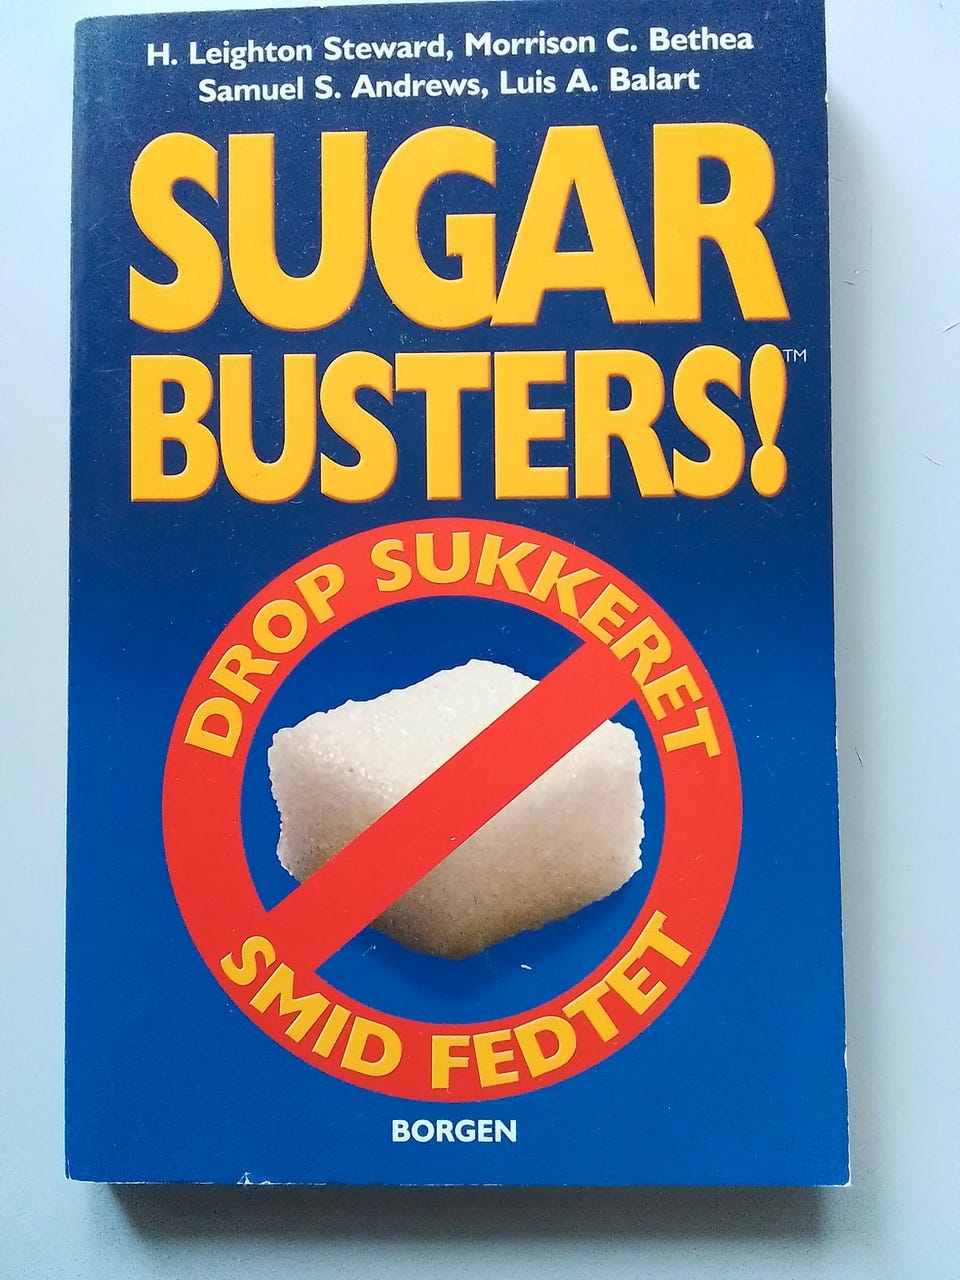 H. Leighton Steward, Morrison C. Bethea
Samuel S. Andrews, Luis A. Balart
SUGAR
BUSTERS!™
DROP SUKKERET
SMID FEDTET
BORGEN